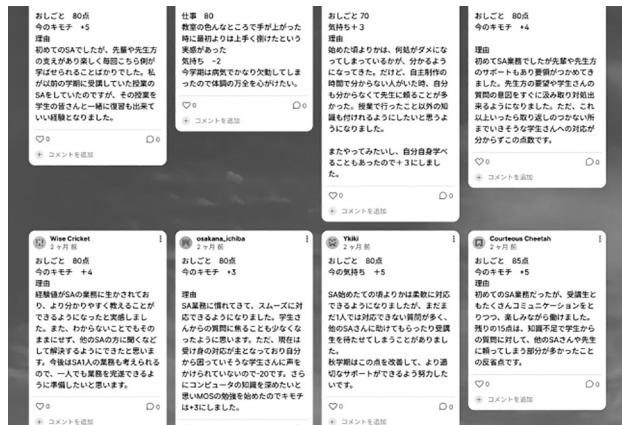 おしごと　80点
今のキモチ　+5
理由
初めてのSAでしたが、先輩や先生方
の支えがあり楽しく毎回こちら側が
学ばせられることばかりでした。私
が以前の学期に受講していた授業の
SAをしていたのですが、その授業を
学生の皆さんと一緒に復習も出来て
いい経験となりました。
0
0
コメントを追加
仕事　80
教室の色んなところで手が上がった
時に最初よりは上手く捌けたという
実感があった
気持ち　-2
今学期は病気でかなり欠勤してしま
ったので体調の万全を心がけたい。
0
0
コメントを追加
おしごと 70
気持ち＋3
理由
始めた頃よりかは、何処がダメにな
ってしまっているかが、分かるよう
になってきた。だけど、自主制作の
時間で分からない人がいた時、自分
も分からなくて先生に頼ることが多
かった。授業で行ったこと以外の知
識も付けれるようにしたいと思うよ
うになりました。
またやってみたいし、自分自身学べ
ることもあったので＋3にしまし
た。
0
0
コメントを追加
おしごと　80点
今のキモチ　+4
理由
初めてSA業務でしたが先輩や先生方
のサポートもあり要領がつかめてき
ました。先生方の要望や学生さんの
質問の意図をすぐに汲み取り対処出
来るようになりました。ただ、これ
以上いったら取り返しのつかない所
までいきそうな学生さんへの対応が
分からずこの点数です。
0
0
コメントを追加
Wise Cricket
2ヶ月 前
おしごと　80点
今のキモチ　+4
理由
経験値がSAの業務に生かされてお
り、より分かりやすく教えることが
できるようになったと実感しまし
た。また、わからないことでもその
ままにせず、他のSAの方に聞くなど
して解決するようにできたと思いま
す。今後はSA1人の業務も考えられる
ので、一人でも業務を完遂できるよ
うに準備したいと思います。
0
0
コメントを追加
osakana_ichiba
2ヶ月 前
おしごと　80点
今のキモチ　+3
理由
SA業務に慣れてきて、スムーズに対
応できるようになりました。学生さ
んからの質問に焦ることも少なくな
ったように思います。ただ、現在は
受け身の対応が主となっており自分
から困っていそうな学生さんに声を
かけられていないので-20です。さら
にコンピュータの知識を深めたいと
思いMOSの勉強を始めたのでキモチ
は+3にしました。
0
0
Ykiki
2ヶ月 前
おしごと　80点
今の気持ち　+5
理由
SA始めたての頃よりかは柔軟に対応
できるようになりましたが、まだま
だ1人では対応できない質問が多く、
他のSAさんに助けてもらったり受講
生を待たせてしまうことがありまし
た。
秋学期はこの点を改善して、より適
切なサポートができるよう努力した
いです。
0
0
コメントを追加
Courteous Cheetah
2ヶ月 前
おしごと　85点
今のキモチ　+5
理由
初めてのSA業務だったが、受講生と
もたくさんコミュニケーションをと
りつつ、楽しみながら働けました。
残りの15点は、知識不足で学生から
の質問に対して、他のSAさんや先生
に頼ってしまう部分が多かったこと
の反省点です。
0
0
コメントを追加